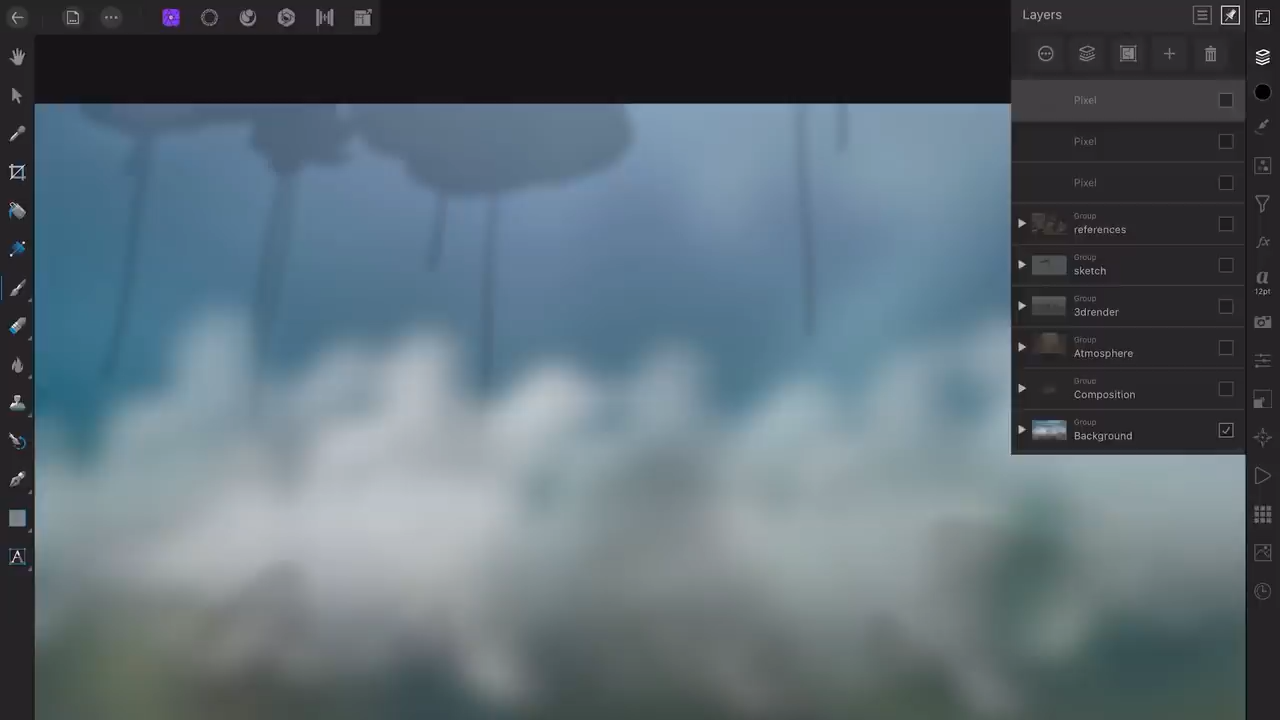 Layers
Pixel
Pixel
Pixel
Group
references
Group
sketch
Group
3drender
Group
Atmosphere
Group
Composition
Group
Background
a
12pt
A